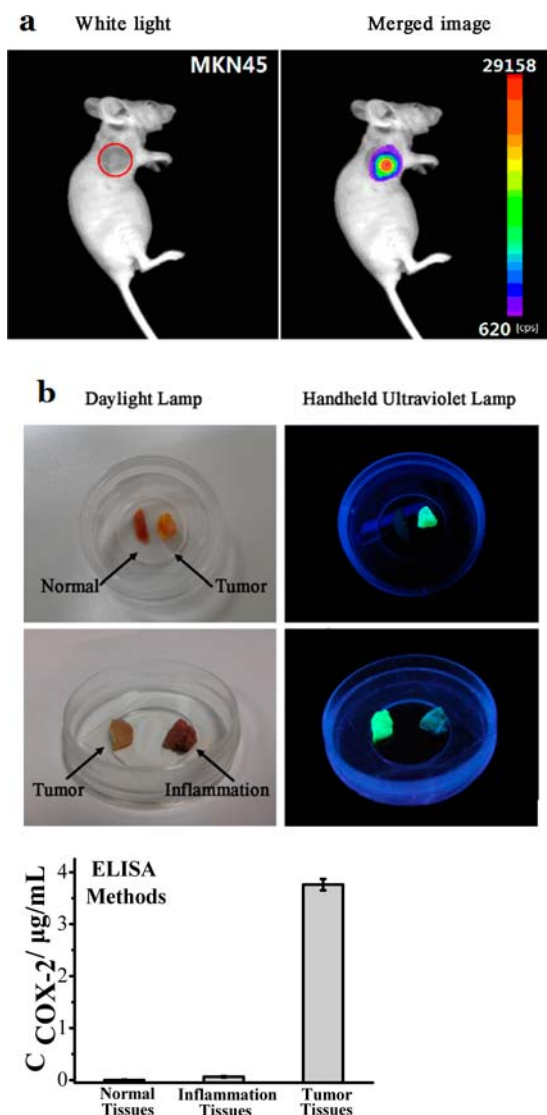 a
White light
Merged image
MKN45
29158
620 [cps]
b
Daylight Lamp
Handheld Ultraviolet Lamp
Normal
Tumor
Tumor
Inflammation
ELISA
Methods
C COX-2/ μg/mL
4
3
2
1
0
Normal
Tissues
Inflammation
Tissues
Tumor
Tissues